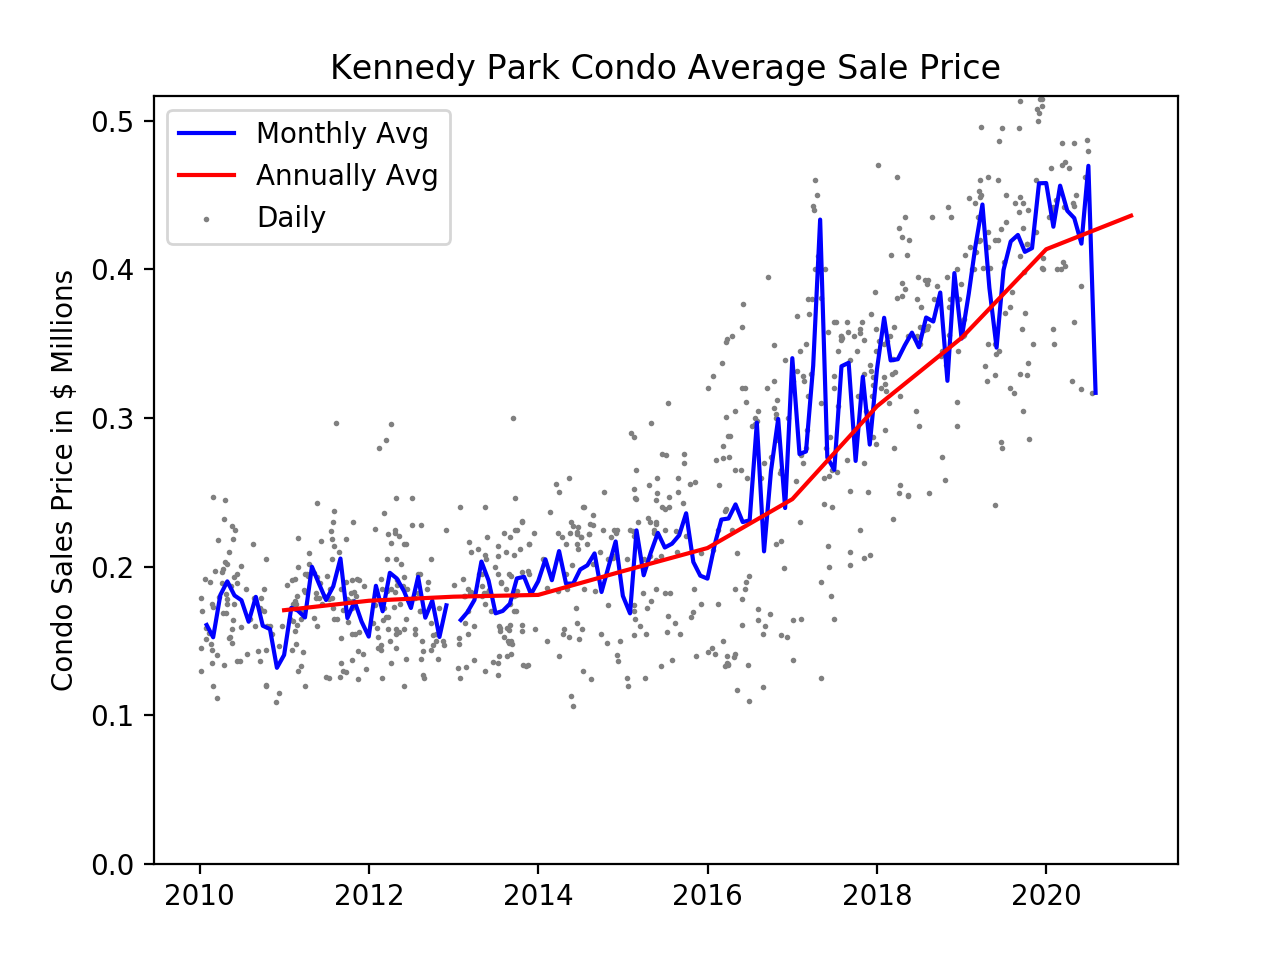 Kennedy Park Condo Average Sale Price
Monthly Avg
Annually Avg
Daily
Condo Sales Price in $ Millions
0.5
0.4
0.3
0.2
0.1
0.0
2010 2012 2014 2016 2018 2020